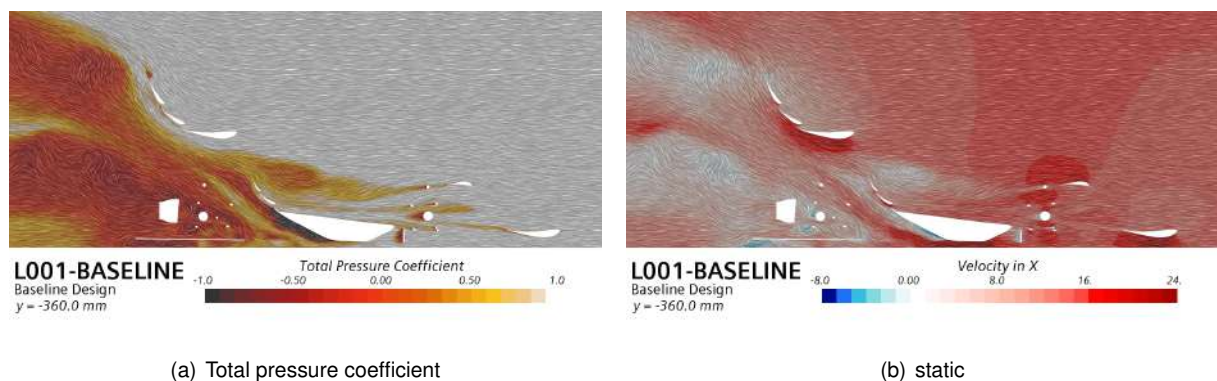 L001-BASELINE
Baseline Design
y = -360.0 mm
Total Pressure Coefficient
-1.0 -0.50 0.00 0.50 1.0
L001-BASELINE
Baseline Design
y = -360.0 mm
Velocity in X
-8.0 0.00 8.0 16. 24.
(a) Total pressure coefficient
(b) static